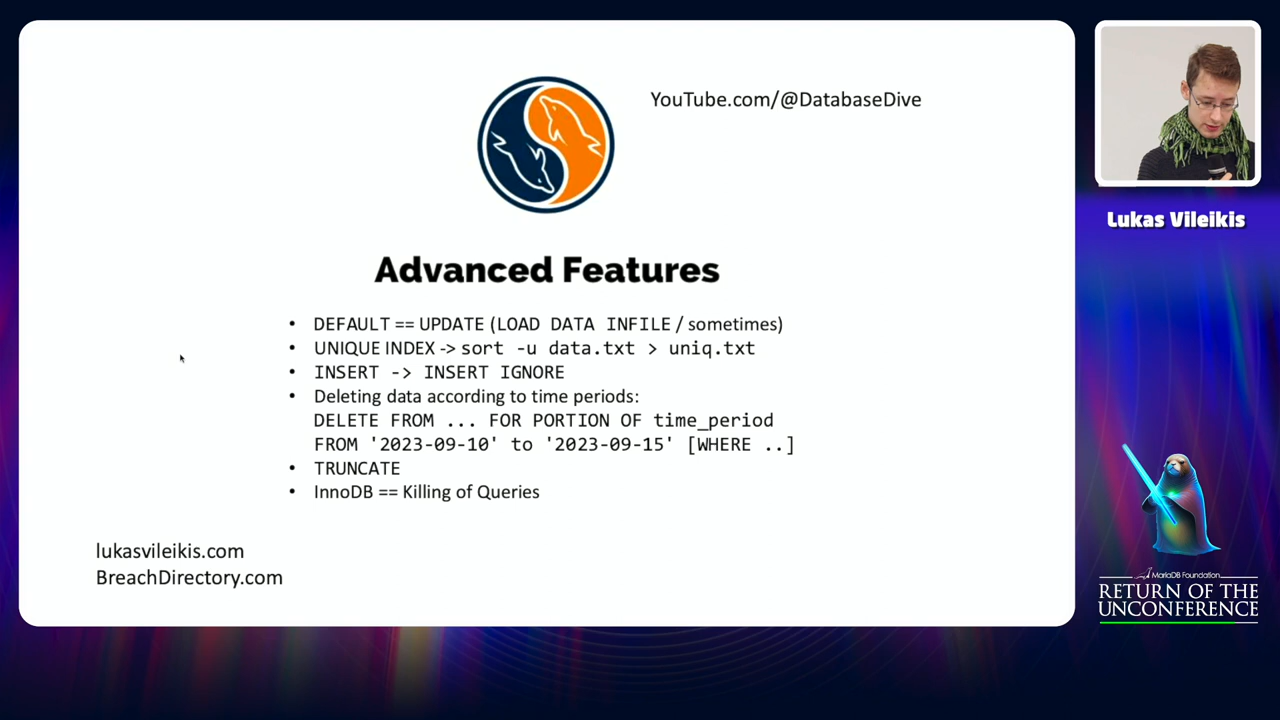 YouTube.com/@DatabaseDive
Advanced Features
• DEFAULT == UPDATE (LOAD DATA INFILE / sometimes)
• UNIQUE INDEX -> sort -u data.txt > uniq.txt
• INSERT -> INSERT IGNORE
• Deleting data according to time periods:
DELETE FROM ... FOR PORTION OF time_period
FROM '2023-09-10' to '2023-09-15' [WHERE ..]
• TRUNCATE
• InnoDB == Killing of Queries
lukasvileikis.com
BreachDirectory.com
Lukas Vileikis
MariaDB Foundation
RETURN OF THE
UNCONFERENCE